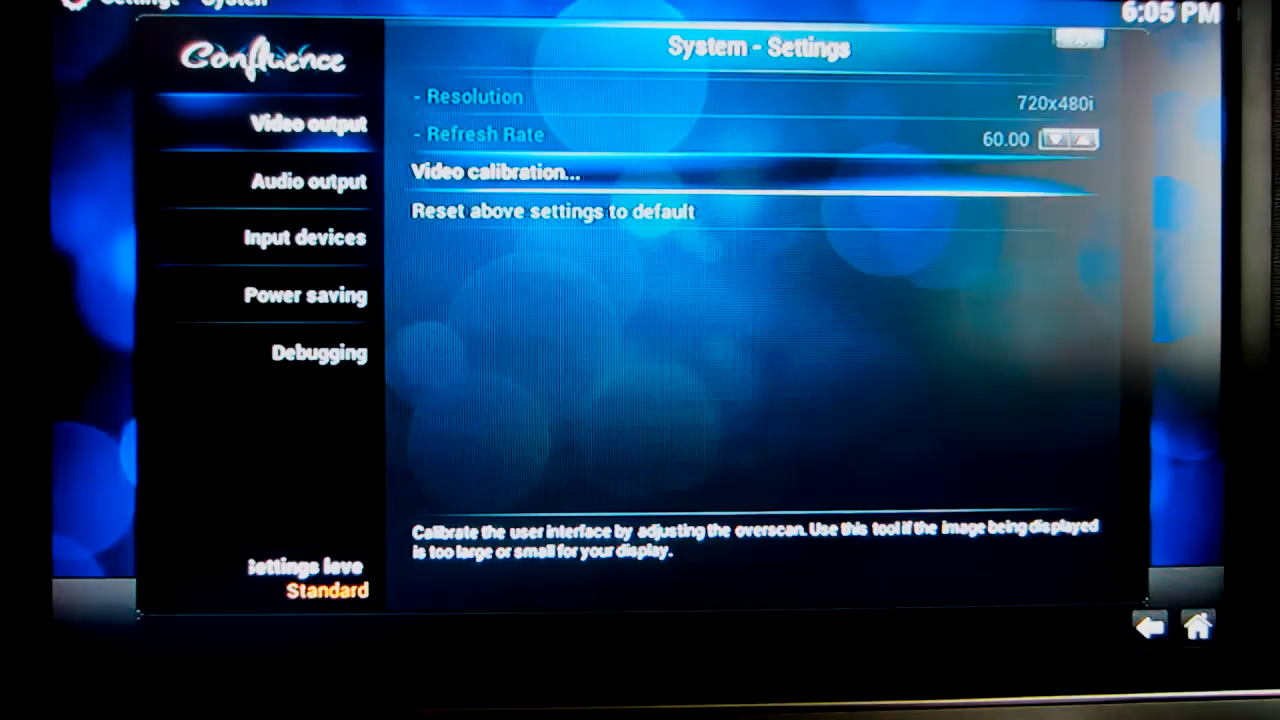 6:05 PM
Confluence
System - Settings
Video output
Audio output
Input devices
Power saving
Debugging
- Resolution
720x480i
- Refresh Rate
60.00
Video calibration...
Reset above settings to default
Calibrate the user interface by adjusting the overscan. Use this tool if the image being displayed
is too large or small for your display.
Settings leve
Standard